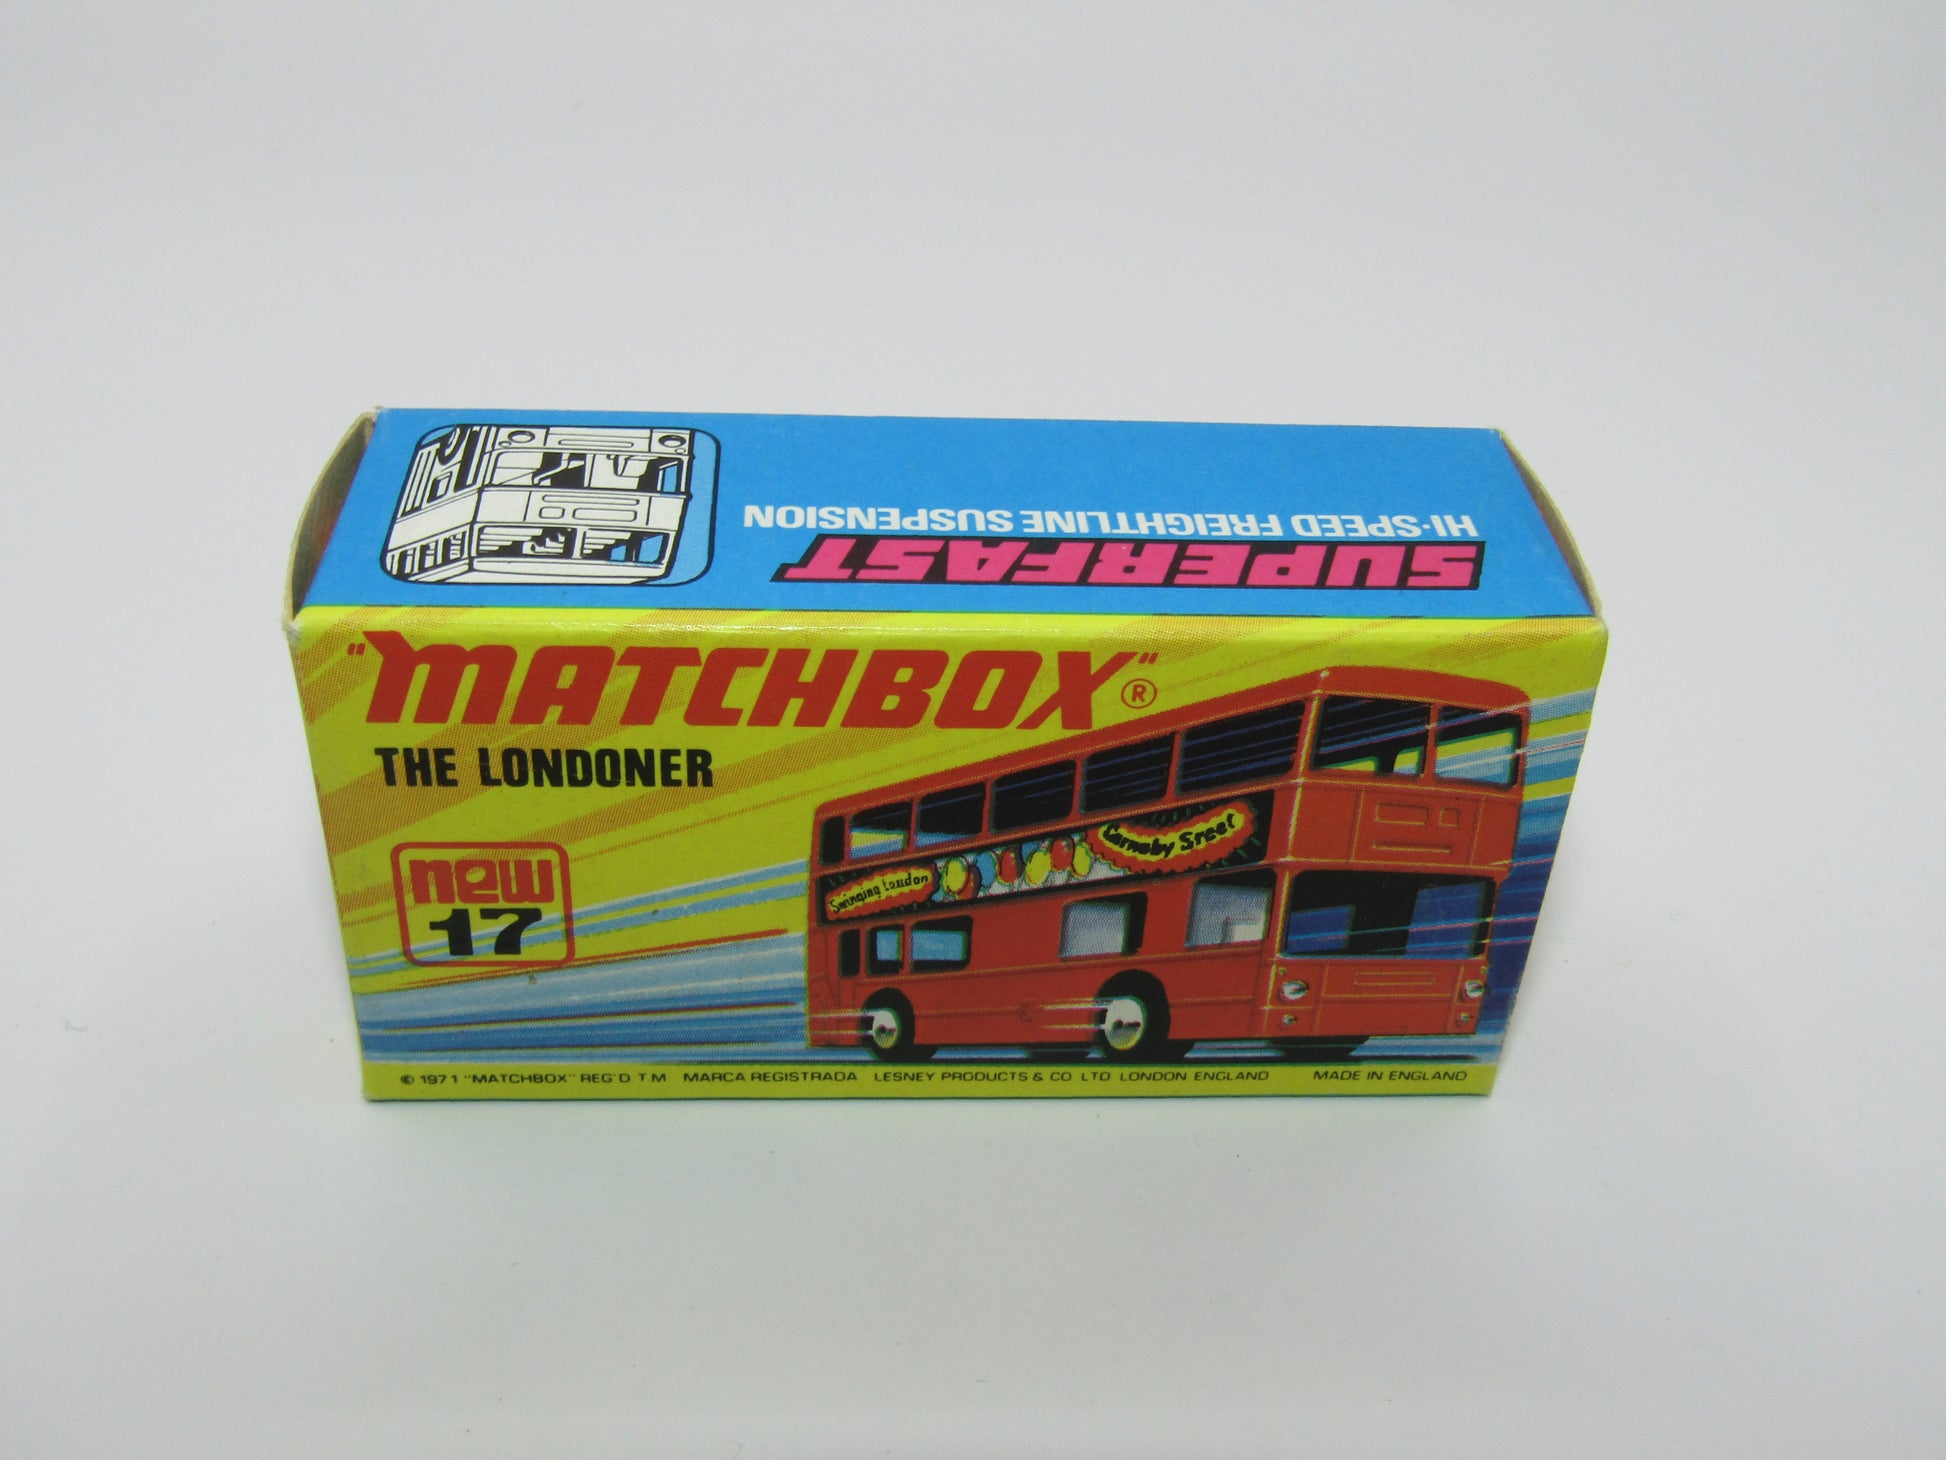 HI·SPEED FREIGHTLINE SUSPENSION
SUPERFAST
"MATCHBOX"®
THE LONDONER
new
17
Swinging London
Carnaby Sreet
© 1971 "MATCHBOX" REG'D T M MARCA REGISTRADA LESNEY PRODUCTS & CO LTD LONDON ENGLAND MADE IN ENGLAND